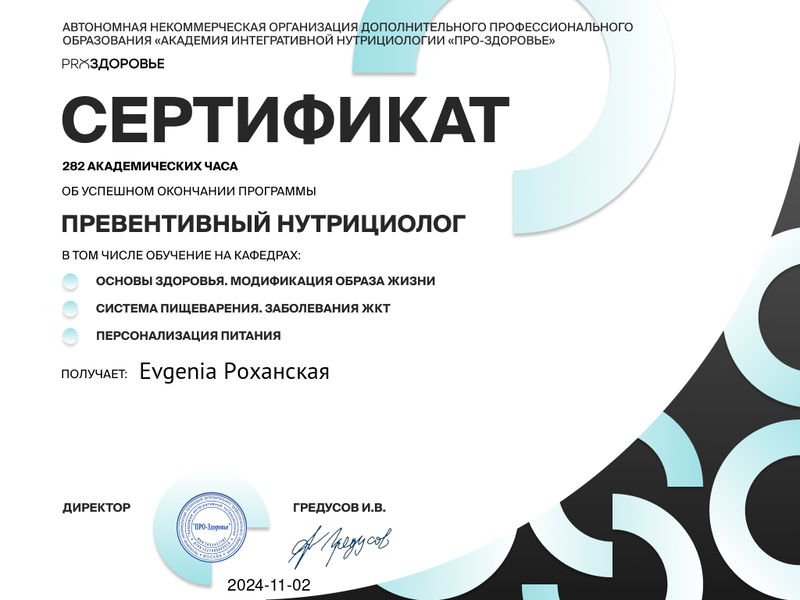 АВТОНОМНАЯ НЕКОММЕРЧЕСКАЯ ОРГАНИЗАЦИЯ ДОПОЛНИТЕЛЬНОГО ПРОФЕССИОНАЛЬНОГО
ОБРАЗОВАНИЯ «АКАДЕМИЯ ИНТЕГРАТИВНОЙ НУТРИЦИОЛОГИИ «ПРО-ЗДОРОВЬЕ»
СЕРТИФИКАТ
282 АКАДЕМИЧЕСКИХ ЧАСА
ОБ УСПЕШНОМ ОКОНЧАНИИ ПРОГРАММЫ
ПРЕВЕНТИВНЫЙ НУТРИЦИОЛОГ
В ТОМ ЧИСЛЕ ОБУЧЕНИЕ НА КАФЕДРАХ:
ОСНОВЫ ЗДОРОВЬЯ. МОДИФИКАЦИЯ ОБРАЗА ЖИЗНИ
СИСТЕМА ПИЩЕВАРЕНИЯ. ЗАБОЛЕВАНИЯ ЖКТ
ПЕРСОНАЛИЗАЦИЯ ПИТАНИЯ
ПОЛУЧАЕТ: Evgenia Роханская
ДИРЕКТОР
ГРЕДУСОВ И.В.
"ПРО-Здоровье"
2024-11-02